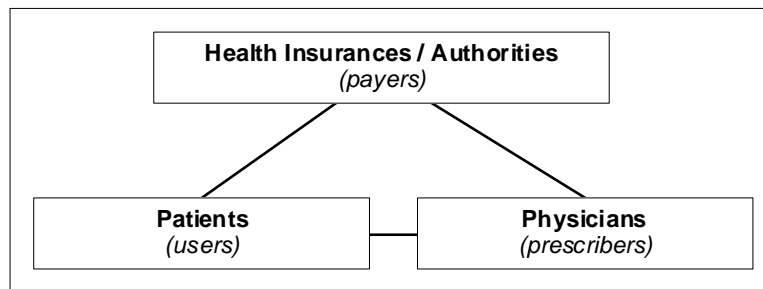 Health Insurances / Authorities
(payers)
Patients
(users)
Physicians
(prescribers)